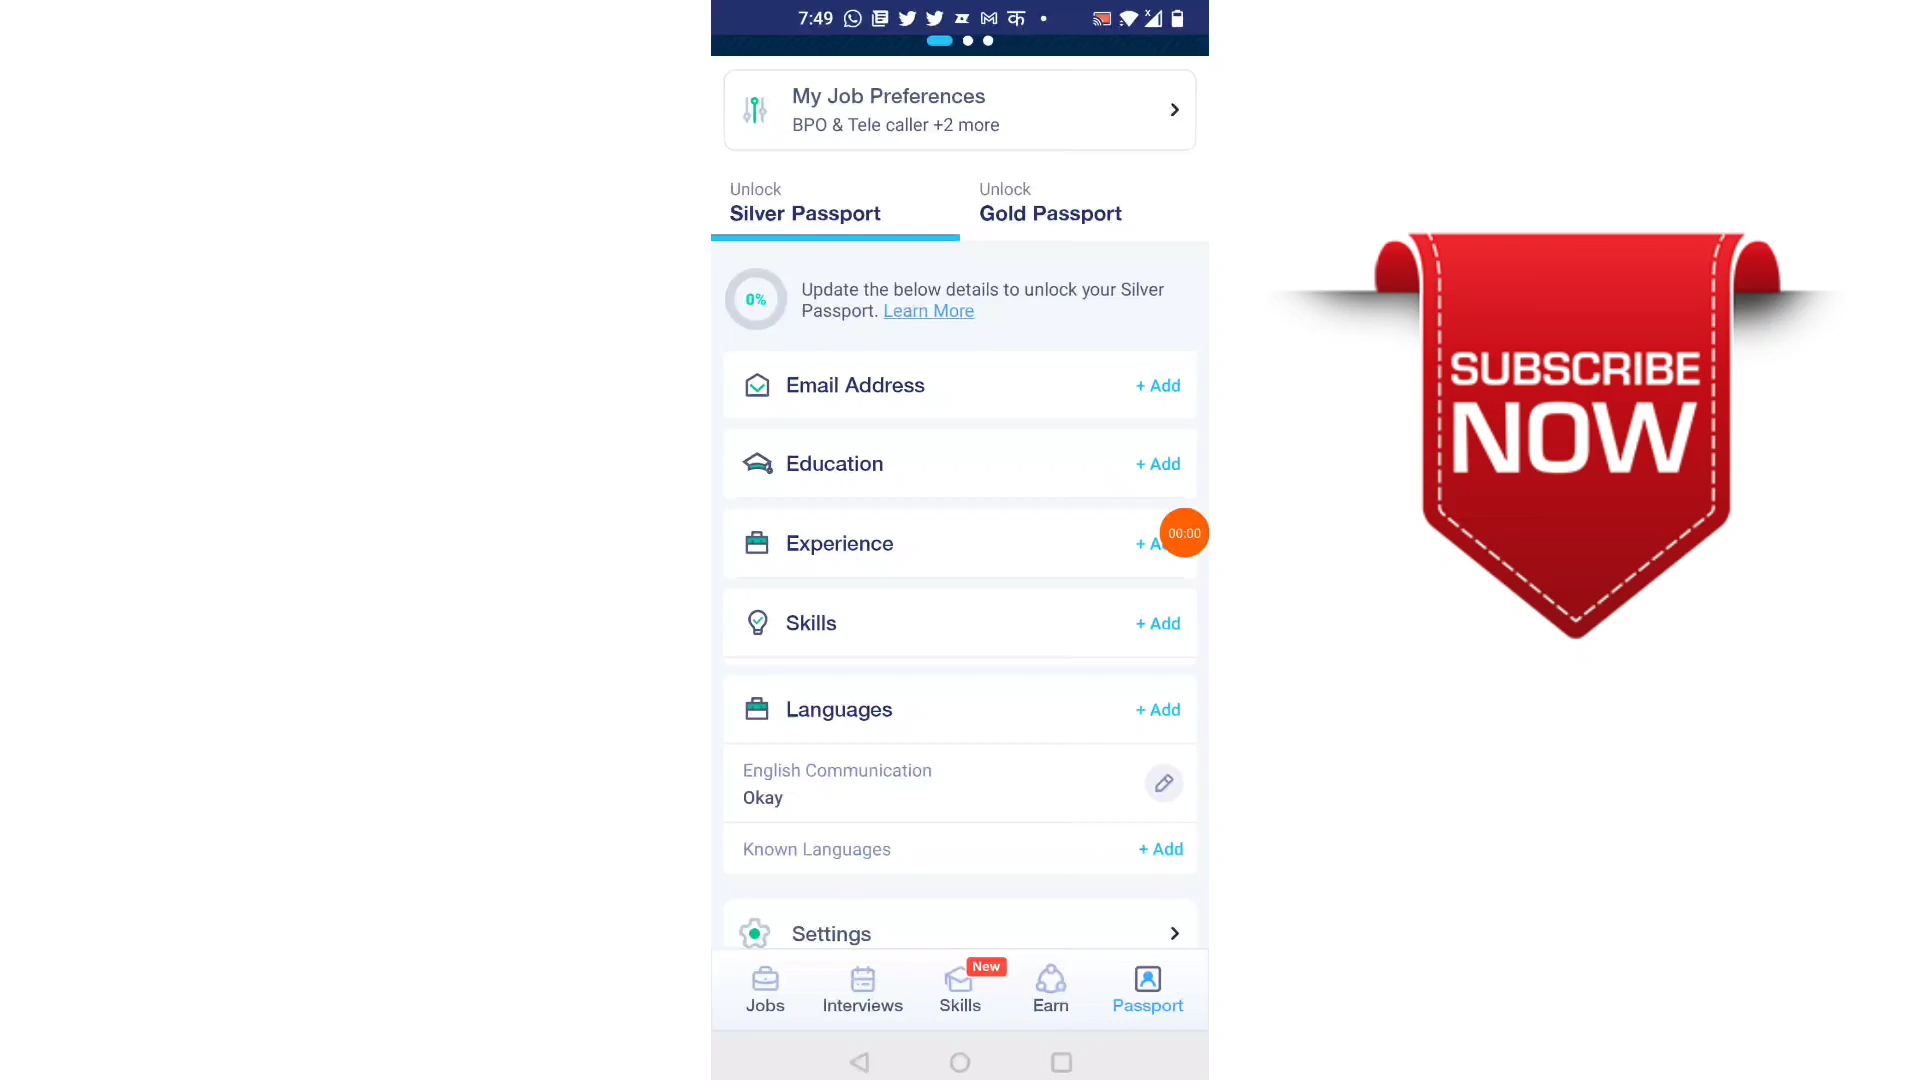 7:49
My Job Preferences
BPO & Tele caller +2 more
Unlock
Silver Passport
Unlock
Gold Passport
0%
Update the below details to unlock your Silver
Passport. Learn More
Email Address
+ Add
Education
+ Add
Experience
+ A
00:00
Skills
+ Add
Languages
+ Add
English Communication
Okay
Known Languages
+ Add
Settings
New
Jobs
Interviews
Skills
Earn
Passport
SUBSCRIBE
NOW